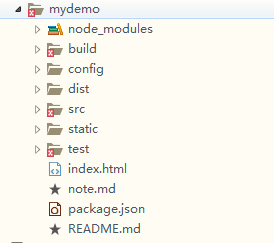 mydemo
node_modules
build
config
dist
src
static
test
index.html
note.md
package.json
README.md